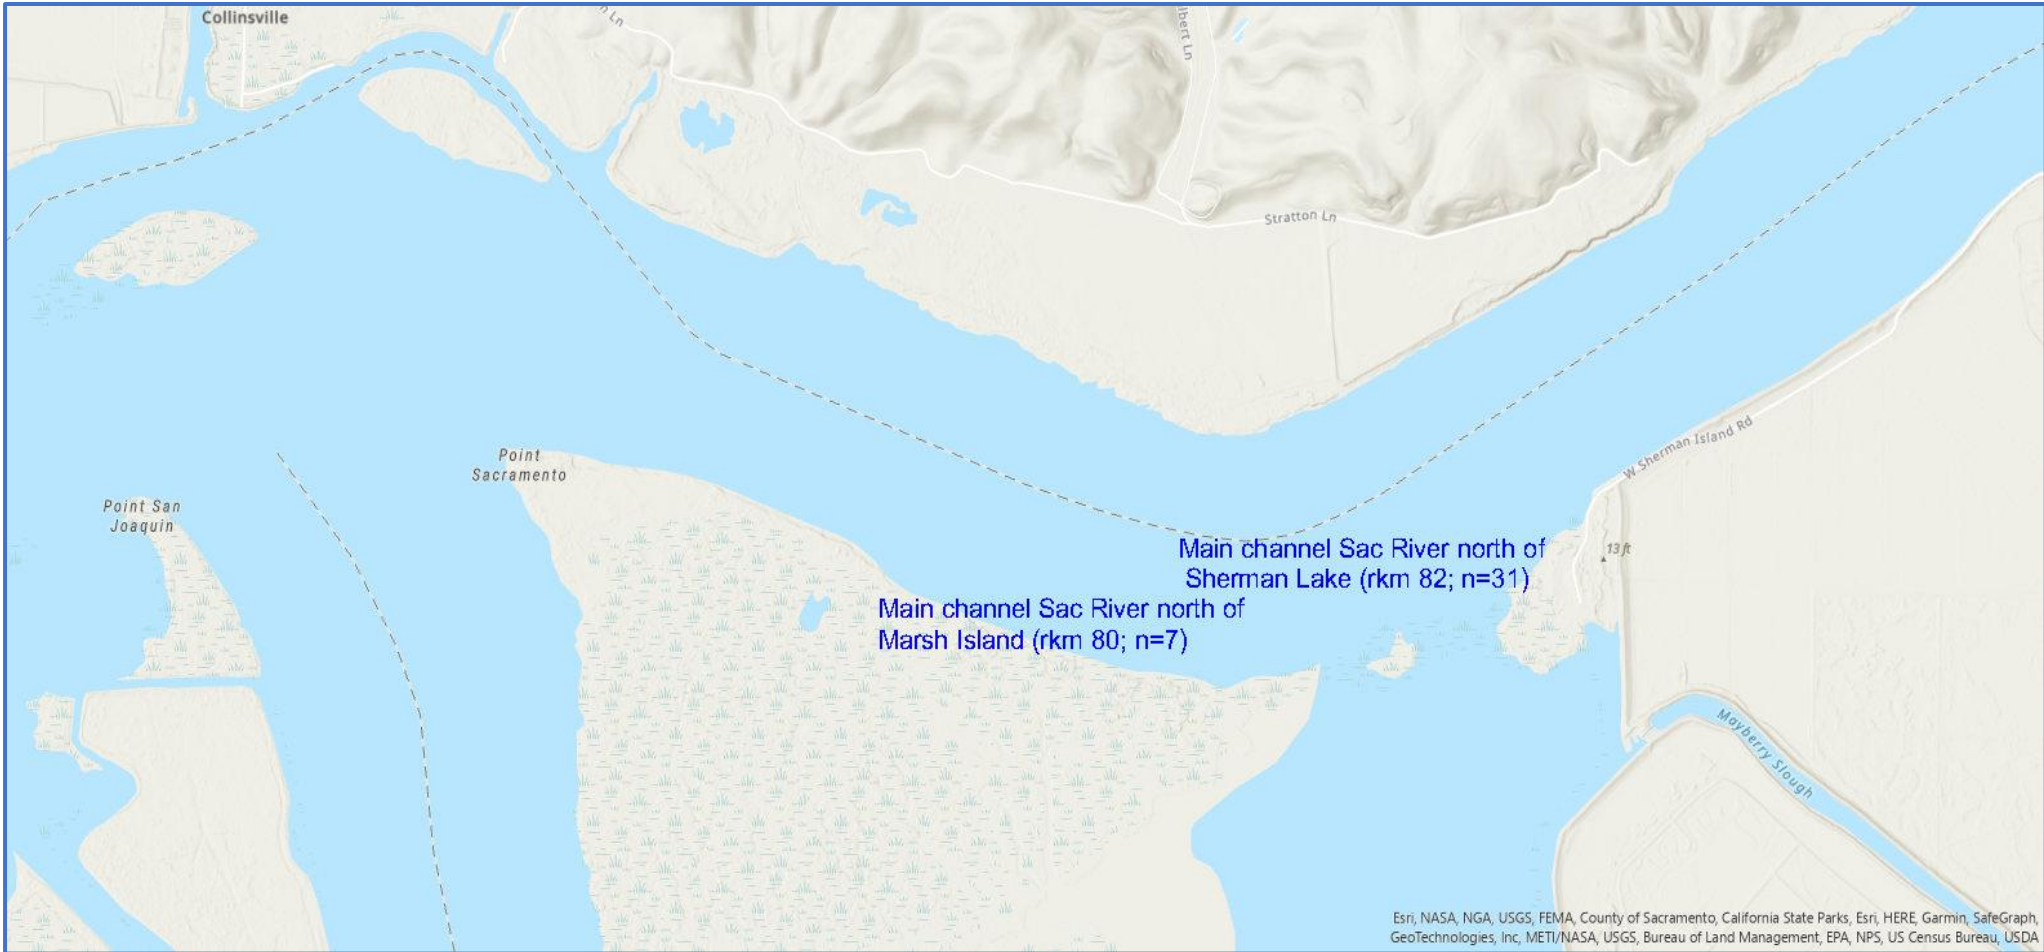 Collinsville
n Ln
lbert Ln
Stratton Ln
Point
Sacramento
Point San
Joaquin
W Sherman Island Rd
Main channel Sac River north of
Sherman Lake (rkm 82; n=31)
13 ft
Main channel Sac River north of
Marsh Island (rkm 80; n=7)
Mayberry Slough
Esri, NASA, NGA, USGS, FEMA, County of Sacramento, California State Parks, Esri, HERE, Garmin, SafeGraph,
GeoTechnologies, Inc, METI/NASA, USGS, Bureau of Land Management, EPA, NPS, US Census Bureau, USDA